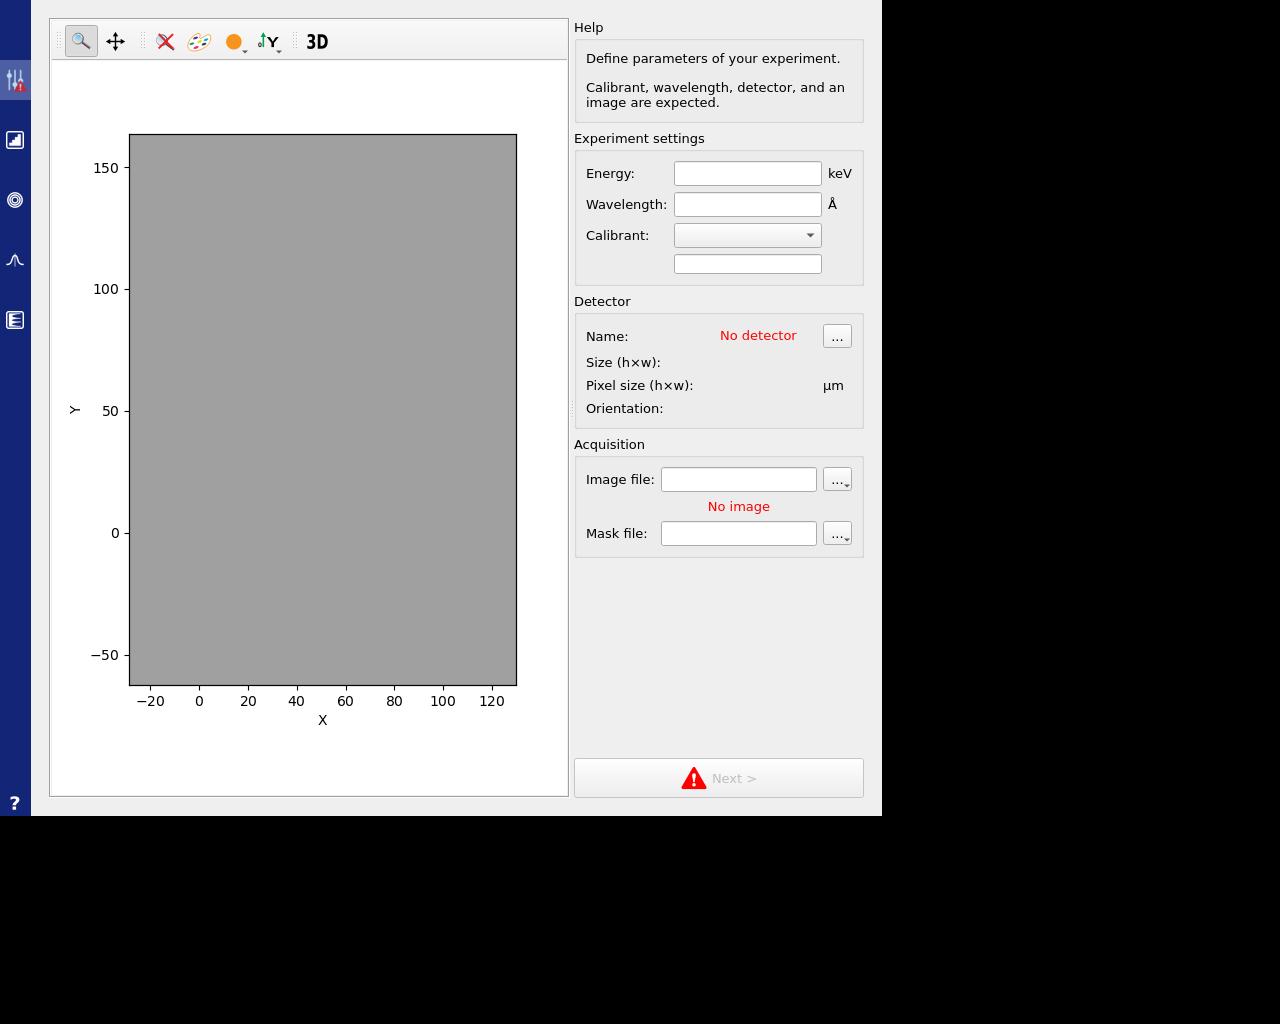 Y
3D
Help
Define parameters of your experiment.
Calibrant, wavelength, detector, and an
image are expected.
Experiment settings
Energy: keV
Wavelength: Å
Calibrant:
Detector
Name: No detector ...
Size (h×w):
Pixel size (h×w): µm
Orientation:
Acquisition
Image file: ...
No image
Mask file: ...
Next >
150
100
50
0
−50
Y
−20 0 20 40 60 80 100 120
X
?